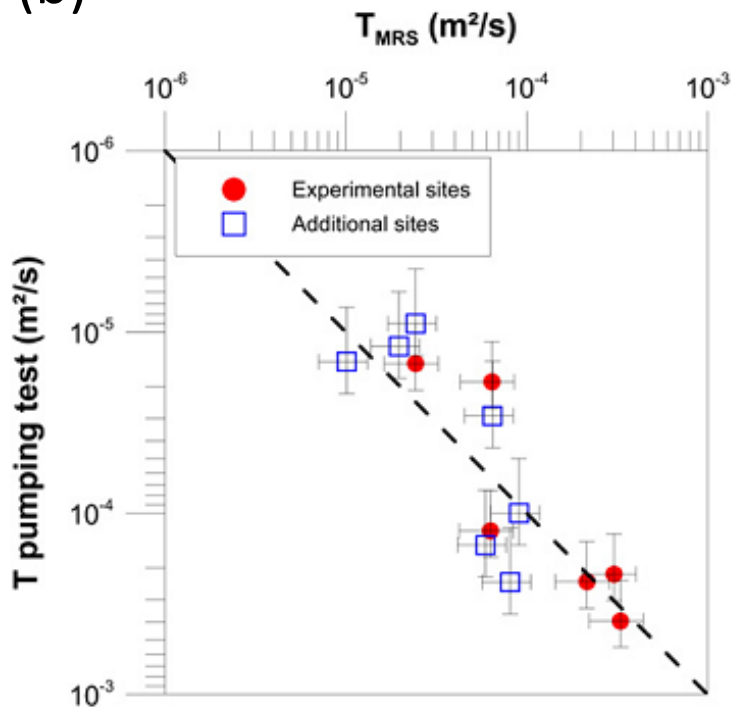 (b)
T_MRS (m²/s)
10⁻⁶ 10⁻⁵ 10⁻⁴ 10⁻³
10⁻⁶
Experimental sites
Additional sites
10⁻⁵
T pumping test (m²/s)
10⁻⁴
10⁻³